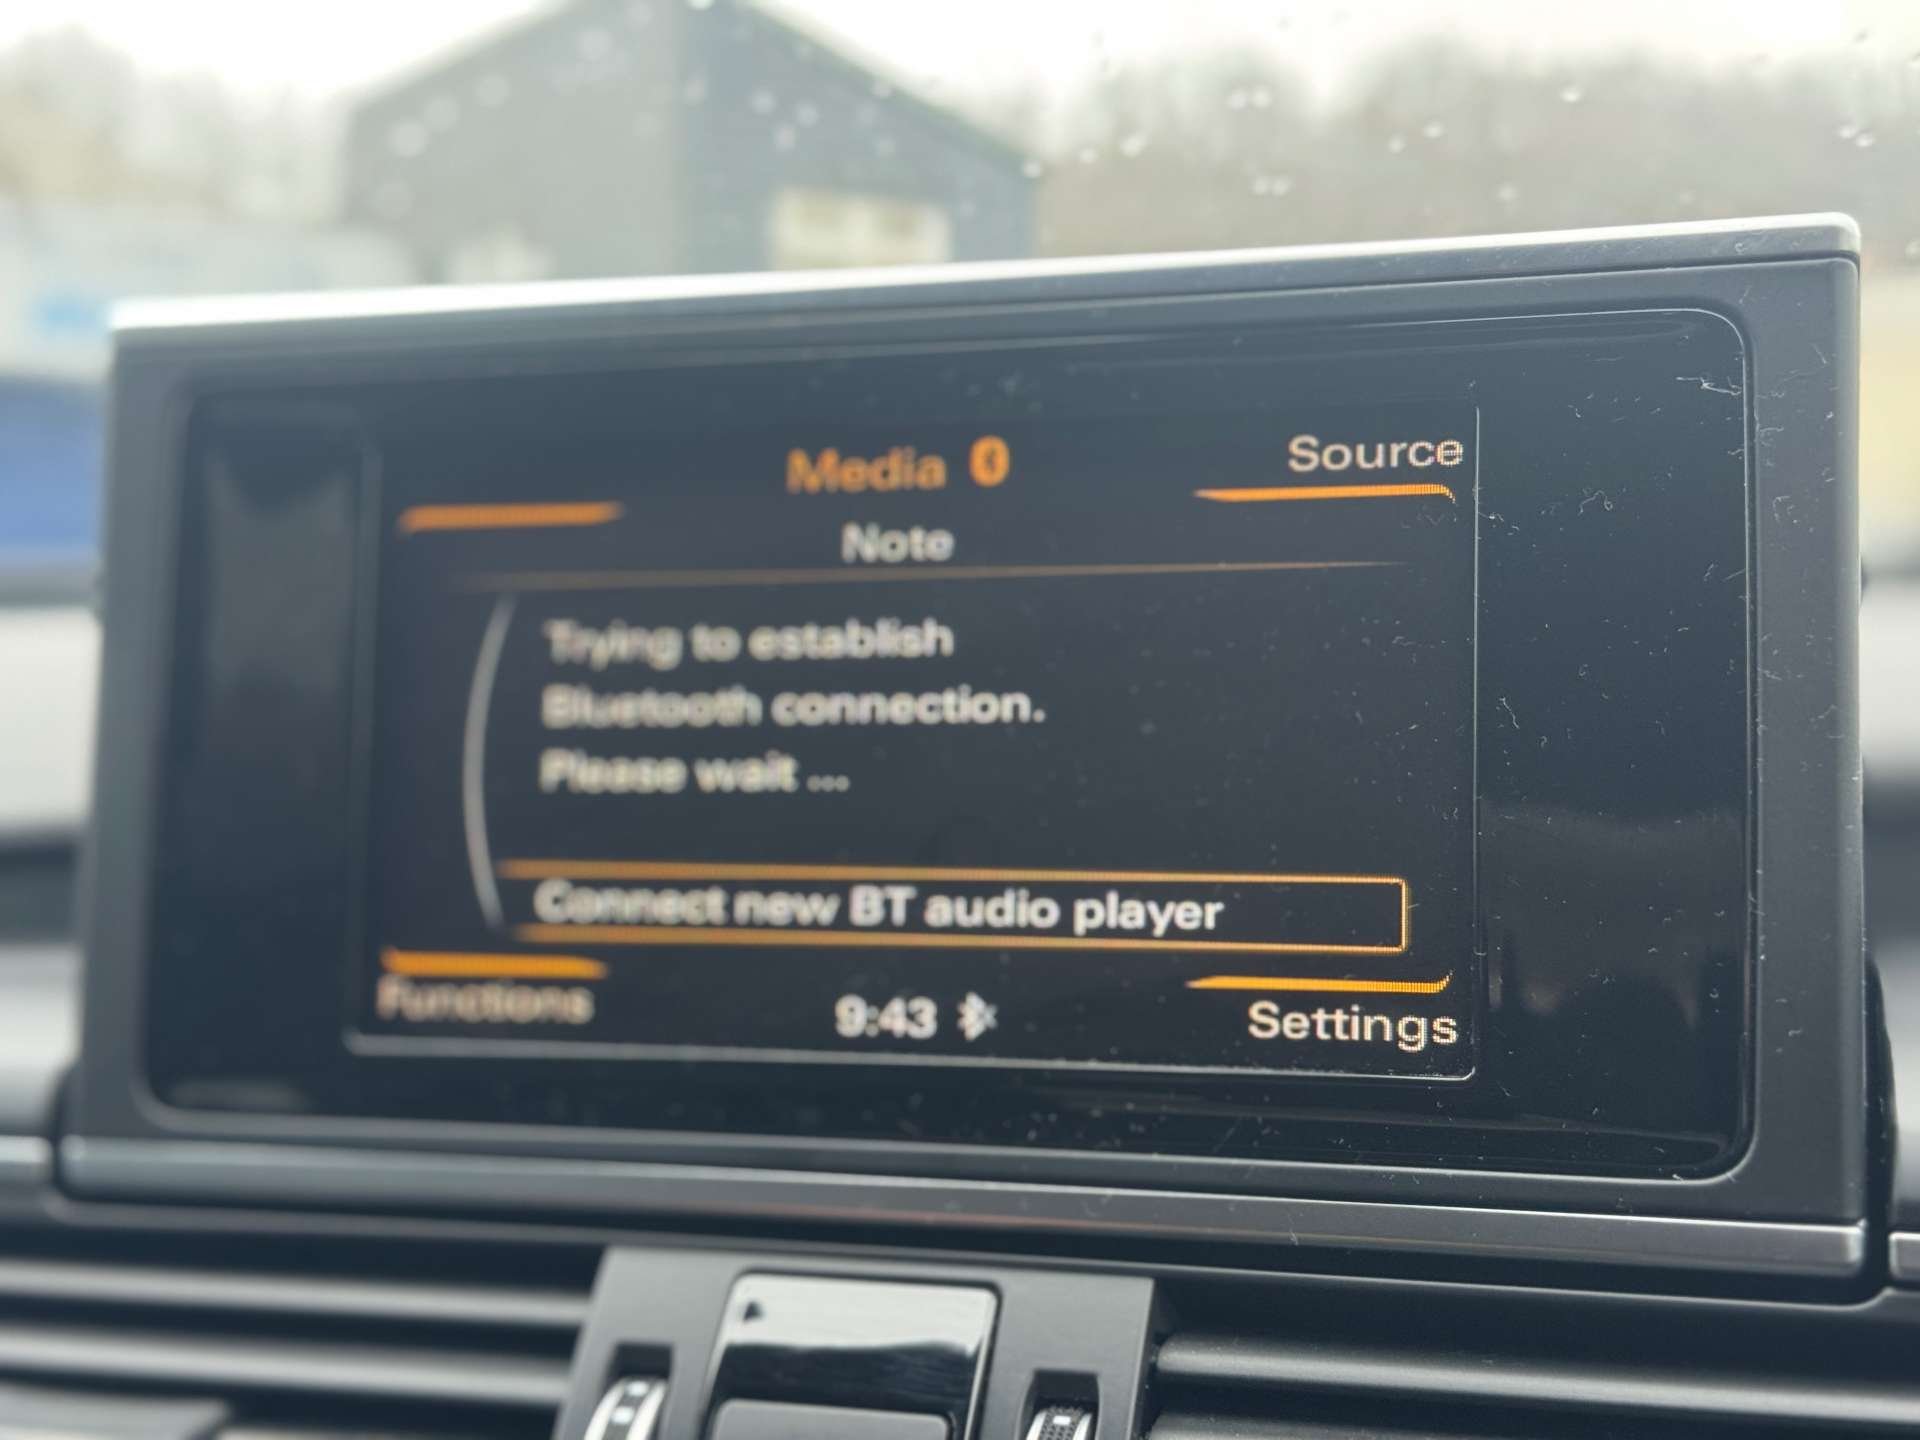 Media
Source
Note
Trying to establish
Bluetooth connection.
Please wait ...
Connect new BT audio player
Functions
9:43
Settings